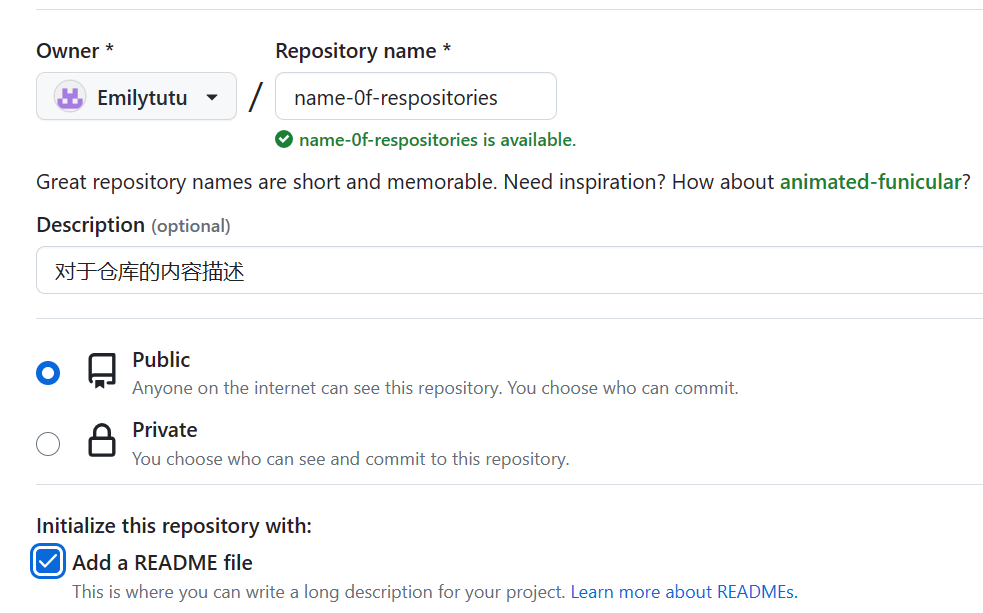 Owner * Repository name *
Emilytutu / name-0f-respositories
name-0f-respositories is available.
Great repository names are short and memorable. Need inspiration? How about animated-funicular?
Description (optional)
对于仓库的内容描述
Public
Anyone on the internet can see this repository. You choose who can commit.
Private
You choose who can see and commit to this repository.
Initialize this repository with:
Add a README file
This is where you can write a long description for your project. Learn more about READMEs.